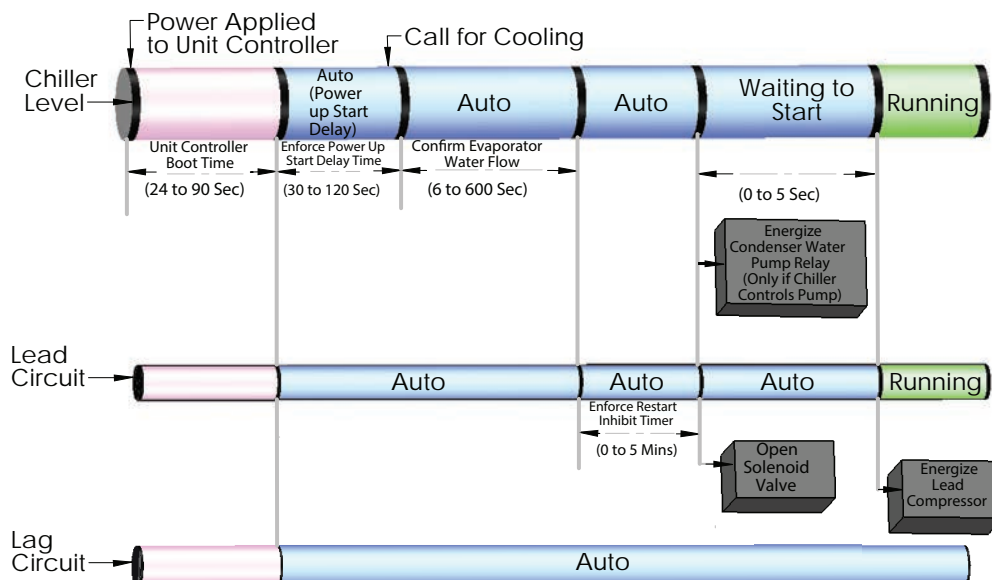 Power Applied
to Unit Controller
Call for Cooling
Chiller
Level
Auto
(Power
up Start
Delay)
Auto
Auto
Waiting to
Start
Running
Unit Controller
Boot Time
(24 to 90 Sec)
Enforce Power Up
Start Delay Time
(30 to 120 Sec)
Confirm Evaporator
Water Flow
(6 to 600 Sec)
(0 to 5 Sec)
Energize
Condenser Water
Pump Relay
(Only if Chiller
Controls Pump)
Lead
Circuit
Auto
Auto
Auto
Running
Enforce Restart
Inhibit Timer
(0 to 5 Mins)
Open
Solenoid
Valve
Energize
Lead
Compressor
Lag
Circuit
Auto